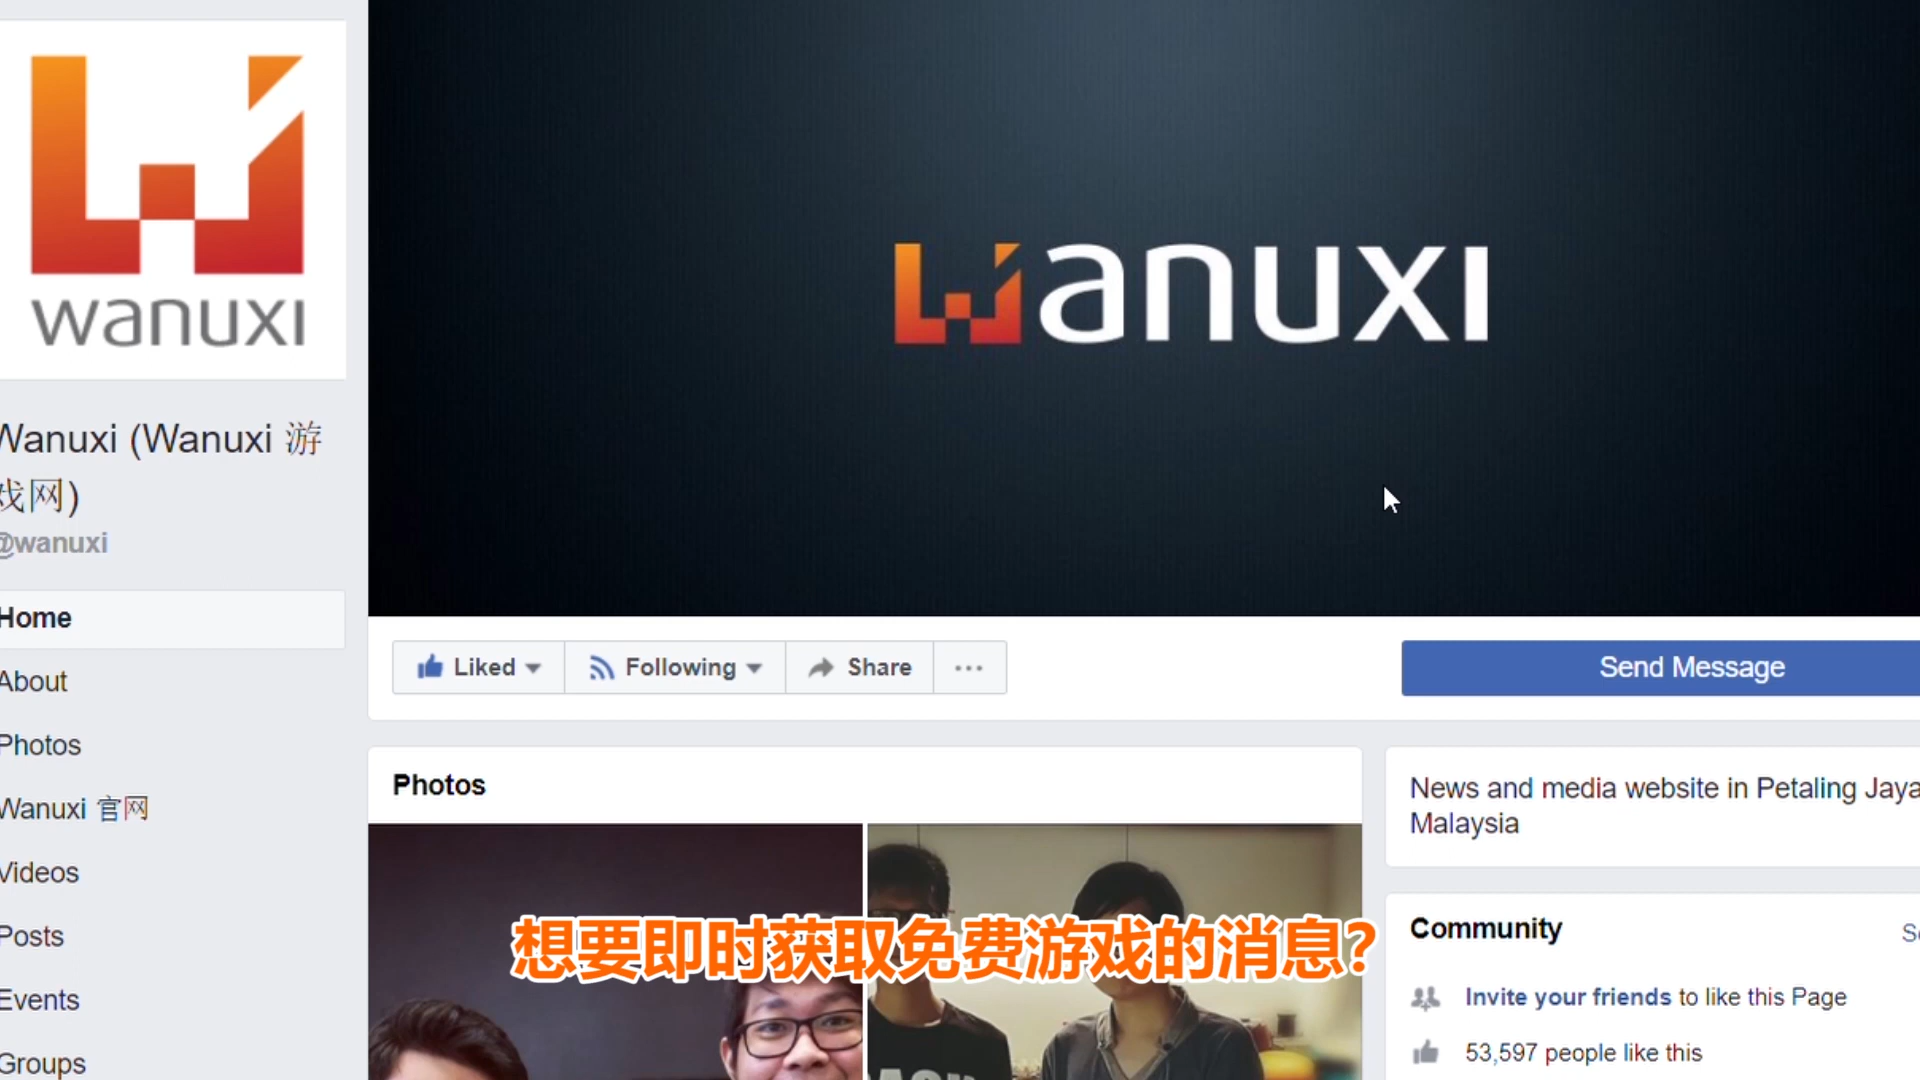 wanuxi
Wanuxi (Wanuxi 游
戏网)
@wanuxi
Home
About
Photos
Wanuxi 官网
Videos
Posts
Events
Groups
wanuxi
Liked
Following
Share
Send Message
Photos
News and media website in Petaling Jaya
Malaysia
Community
Invite your friends to like this Page
53,597 people like this
想要即时获取免费游戏的消息?